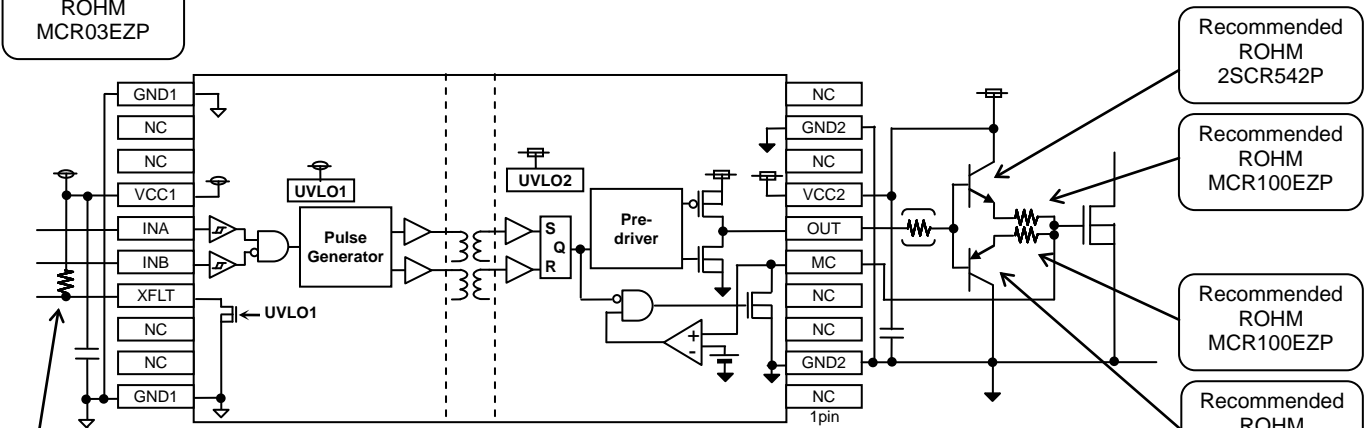 ROHM
MCR03EZP
Recommended
ROHM
2SCR542P
Recommended
ROHM
MCR100EZP
Recommended
ROHM
MCR100EZP
Recommended
ROHM
GND1
NC
NC
VCC1
INA
INB
XFLT
NC
NC
GND1
UVLO1
Pulse
Generator
UVLO1
UVLO2
S
Q
R
Pre-
driver
+
-
NC
GND2
NC
VCC2
OUT
MC
NC
NC
GND2
NC
1pin